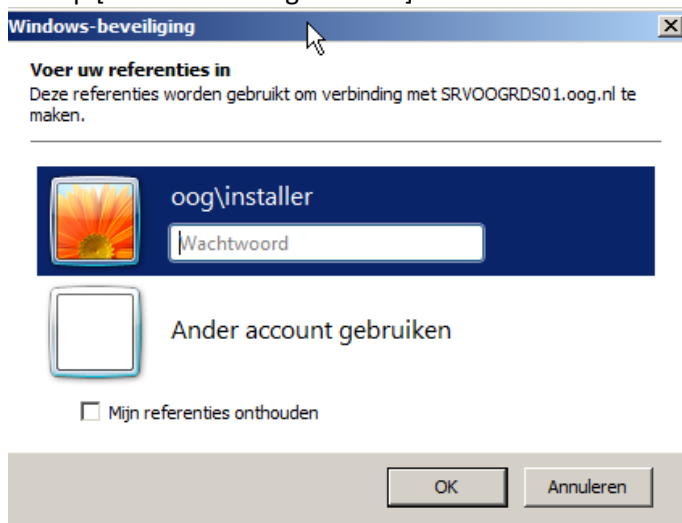 Windows-beveiliging
Voer uw referenties in
Deze referenties worden gebruikt om verbinding met SRVOOGRDS01.oog.nl te
maken.
oog\installer
Wachtwoord
Ander account gebruiken
Mijn referenties onthouden
OK
Annuleren